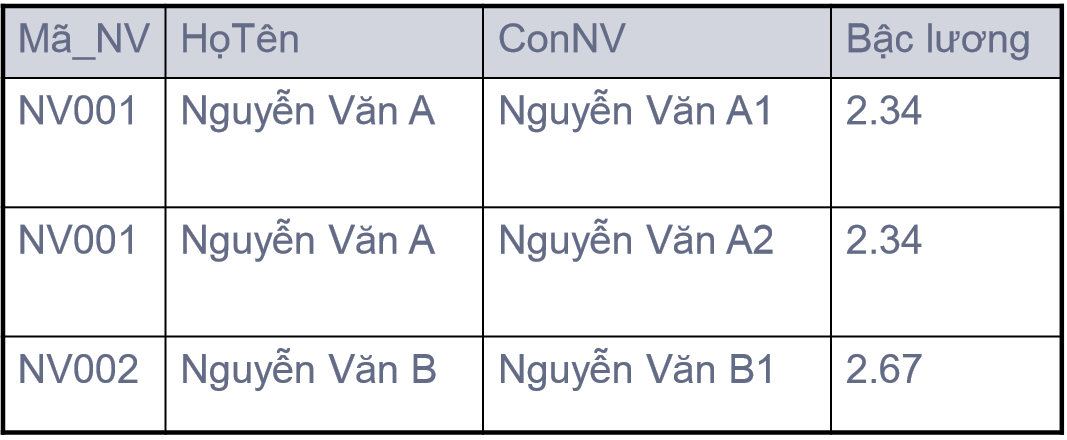 Mã_NV HọTên ConNV Bậc lương
NV001 Nguyễn Văn A Nguyễn Văn A1 2.34
NV001 Nguyễn Văn A Nguyễn Văn A2 2.34
NV002 Nguyễn Văn B Nguyễn Văn B1 2.67